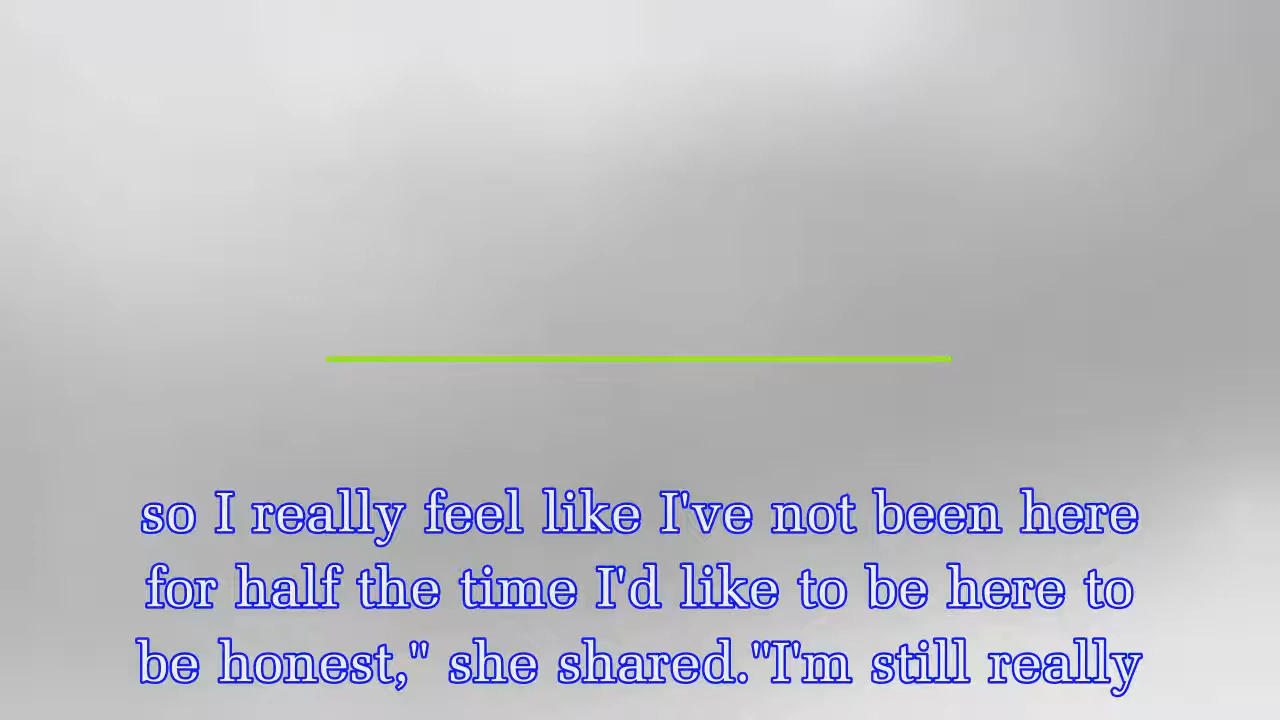 so I really feel like I've not been here
for half the time I'd like to be here to
be honest," she shared."I'm still really